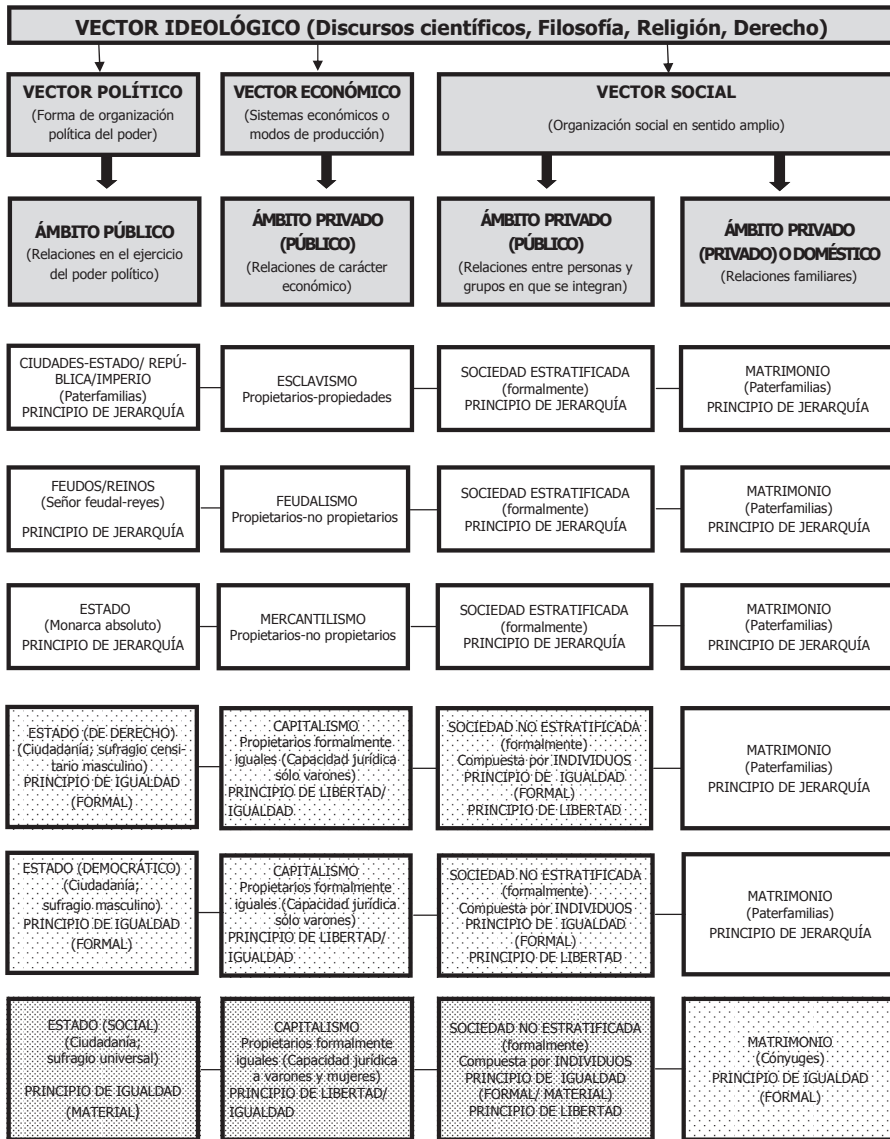 VECTOR IDEOLÓGICO (Discursos científicos, Filosofía, Religión, Derecho)
VECTOR POLÍTICO
(Forma de organización
política del poder)
VECTOR ECONÓMICO
(Sistemas económicos o
modos de producción)
VECTOR SOCIAL
(Organización social en sentido amplio)
ÁMBITO PÚBLICO
(Relaciones en el ejercicio
del poder político)
ÁMBITO PRIVADO
(PÚBLICO)
(Relaciones de carácter
económico)
ÁMBITO PRIVADO
(PÚBLICO)
(Relaciones entre personas y
grupos en que se integran)
ÁMBITO PRIVADO
(PRIVADO) O DOMÉSTICO
(Relaciones familiares)
CIUDADES-ESTADO/ REPÚ-
BLICA/IMPERIO
(Paterfamilias)
PRINCIPIO DE JERARQUÍA
ESCLAVISMO
Propietarios-propiedades
SOCIEDAD ESTRATIFICADA
(formalmente)
PRINCIPIO DE JERARQUÍA
MATRIMONIO
(Paterfamilias)
PRINCIPIO DE JERARQUÍA
FEUDOS/REINOS
(Señor feudal-reyes)
PRINCIPIO DE JERARQUÍA
FEUDALISMO
Propietarios-no propietarios
SOCIEDAD ESTRATIFICADA
(formalmente)
PRINCIPIO DE JERARQUÍA
MATRIMONIO
(Paterfamilias)
PRINCIPIO DE JERARQUÍA
ESTADO
(Monarca absoluto)
PRINCIPIO DE JERARQUÍA
MERCANTILISMO
Propietarios-no propietarios
SOCIEDAD ESTRATIFICADA
(formalmente)
PRINCIPIO DE JERARQUÍA
MATRIMONIO
(Paterfamilias)
PRINCIPIO DE JERARQUÍA
ESTADO (DE DERECHO)
(Ciudadanía; sufragio censi-
tario masculino)
PRINCIPIO DE IGUALDAD
(FORMAL)
CAPITALISMO
Propietarios formalmente
iguales (Capacidad jurídica
sólo varones)
PRINCIPIO DE LIBERTAD/
IGUALDAD
SOCIEDAD NO ESTRATIFICADA
(formalmente)
Compuesta por INDIVIDUOS
PRINCIPIO DE IGUALDAD
(FORMAL)
PRINCIPIO DE LIBERTAD
MATRIMONIO
(Paterfamilias)
PRINCIPIO DE JERARQUÍA
ESTADO (DEMOCRÁTICO)
(Ciudadanía;
sufragio masculino)
PRINCIPIO DE IGUALDAD
(FORMAL)
CAPITALISMO
Propietarios formalmente
iguales (Capacidad jurídica
sólo varones)
PRINCIPIO DE LIBERTAD/
IGUALDAD
SOCIEDAD NO ESTRATIFICADA
(formalmente)
Compuesta por INDIVIDUOS
PRINCIPIO DE IGUALDAD
(FORMAL)
PRINCIPIO DE LIBERTAD
MATRIMONIO
(Paterfamilias)
PRINCIPIO DE JERARQUÍA
ESTADO (SOCIAL)
(Ciudadanía;
sufragio universal)
PRINCIPIO DE IGUALDAD
(MATERIAL)
CAPITALISMO
Propietarios formalmente
iguales (Capacidad jurídica
a varones y mujeres)
PRINCIPIO DE LIBERTAD/
IGUALDAD
SOCIEDAD NO ESTRATIFICADA
(formalmente)
Compuesta por INDIVIDUOS
PRINCIPIO DE IGUALDAD
(FORMAL/ MATERIAL)
PRINCIPIO DE LIBERTAD
MATRIMONIO
(Cónyuges)
PRINCIPIO DE IGUALDAD
(FORMAL)